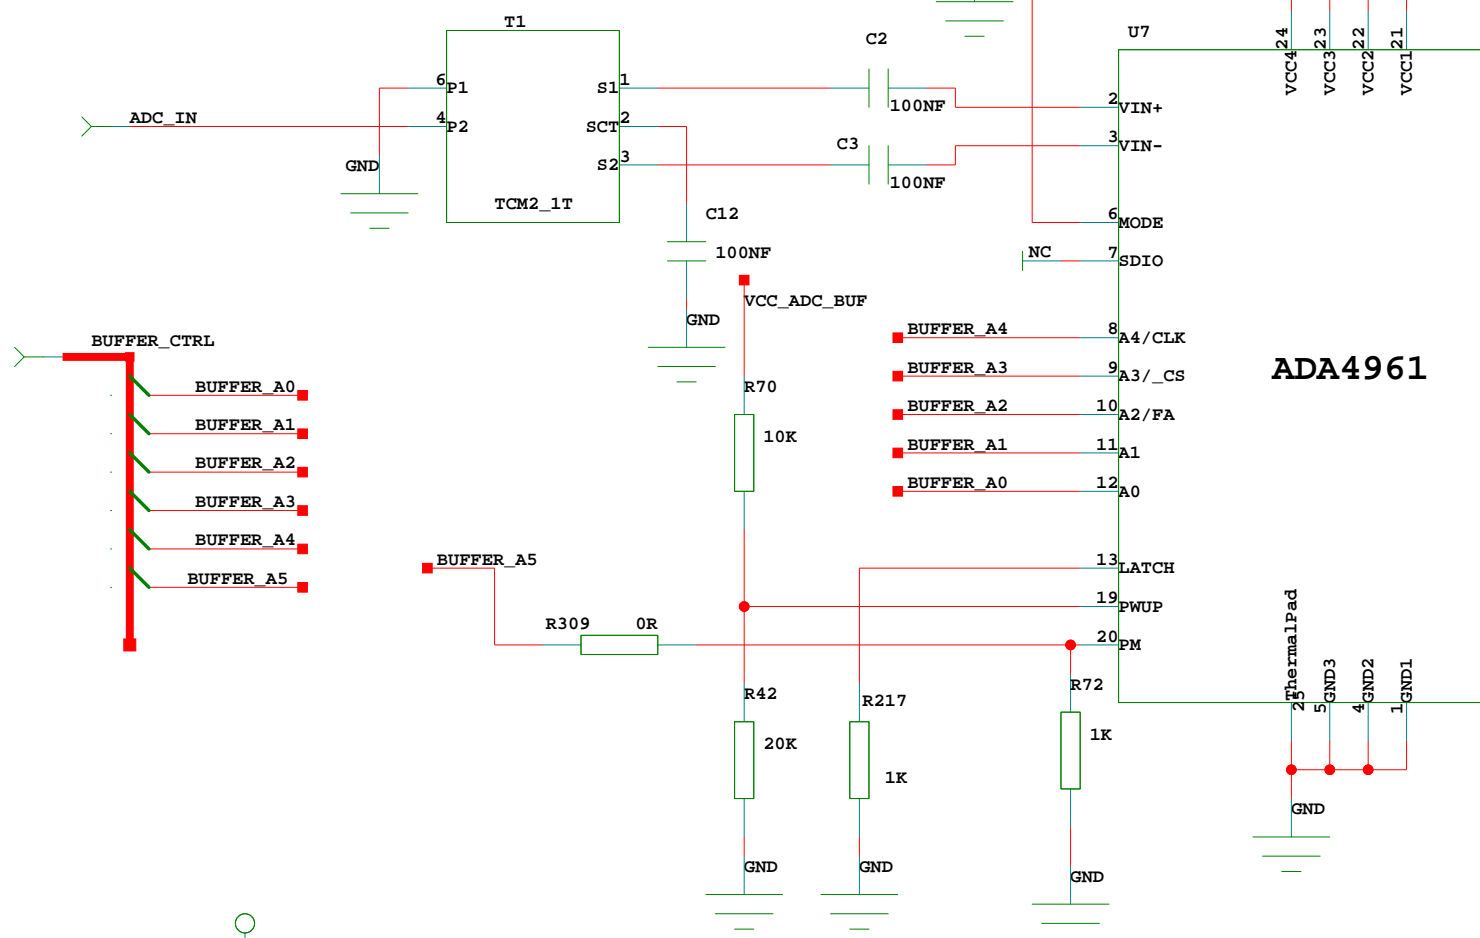 T1
U7
C2
24
23
22
21
VCC4
VCC3
VCC2
VCC1
6
P1
S1
1
100NF
2
VIN+
ADC_IN
4
P2
SCT
2
3
VIN-
C3
GND
S2
3
100NF
TCM2_1T
C12
6
MODE
100NF
NC
7
SDIO
VCC_ADC_BUF
GND
BUFFER_CTRL
BUFFER_A4
8
A4/CLK
BUFFER_A3
9
A3/_CS
ADA4961
BUFFER_A0
R70
BUFFER_A2
10
A2/FA
BUFFER_A1
10K
BUFFER_A1
11
A1
BUFFER_A2
BUFFER_A0
12
A0
BUFFER_A3
BUFFER_A4
BUFFER_A5
13
LATCH
BUFFER_A5
19
PWUP
R309
0R
20
PM
ThermalPad
GND3
GND2
GND1
25
5
4
1
R42
R217
R72
20K
1K
1K
GND
GND
GND
GND